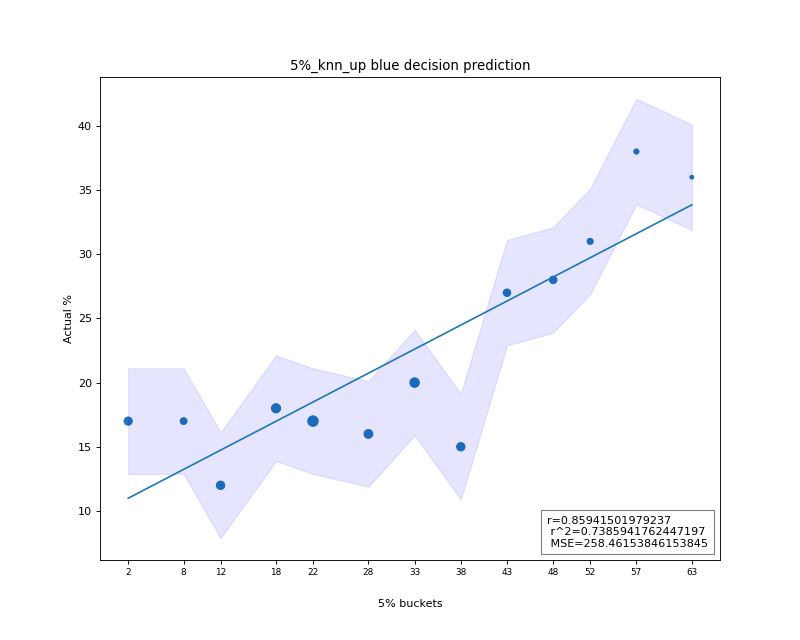 5%_knn_up blue decision prediction
Actual %
40
35
30
25
20
15
10
r=0.85941501979237
r^2=0.7385941762447197
MSE=258.46153846153845
2 8 12 18 22 28 33 38 43 48 52 57 63
5% buckets